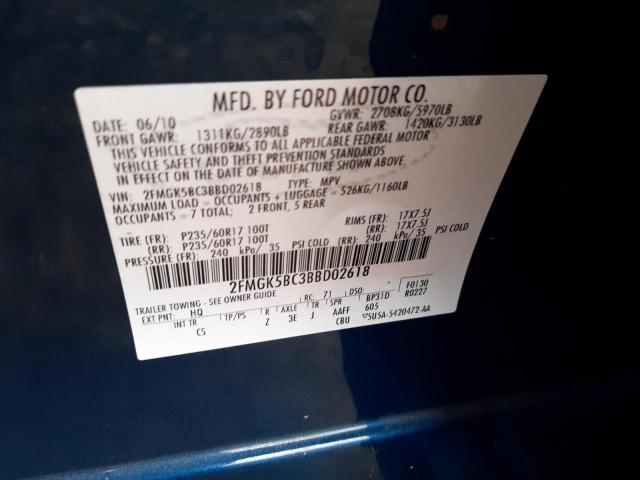 MFD. BY FORD MOTOR CO.
DATE: 06/10 GVWR: 2708KG/5970LB
FRONT GAWR: 1311KG/2890LB REAR GAWR: 1420KG/3130LB
THIS VEHICLE CONFORMS TO ALL APPLICABLE FEDERAL MOTOR
VEHICLE SAFETY AND THEFT PREVENTION STANDARDS
IN EFFECT ON THE DATE OF MANUFACTURE SHOWN ABOVE.
VIN: 2FMGK5BC3BBD02618 TYPE: MPV
MAXIMUM LOAD = OCCUPANTS + LUGGAGE = 526KG/1160LB
OCCUPANTS = 7 TOTAL; 2 FRONT, 5 REAR
TIRE (FR): P235/60R17 100T RIMS (FR): 17X7.5J
(RR): P235/60R17 100T (RR): 17X7.5J
PRESSURE (FR): 240 kPa/ 35 PSI COLD (RR): 240 kPa/ 35 PSI COLD
2FMGK5BC3BBD02618
TRAILER TOWING - SEE OWNER GUIDE
EXT PNT: HQ RC: 71 DSO: BP31D F0130
R0227
INT TR TP/PS R AXLE TR SPR 605
CS Z 3E J AAFF
CBU ▽5U5A-5420472-AA